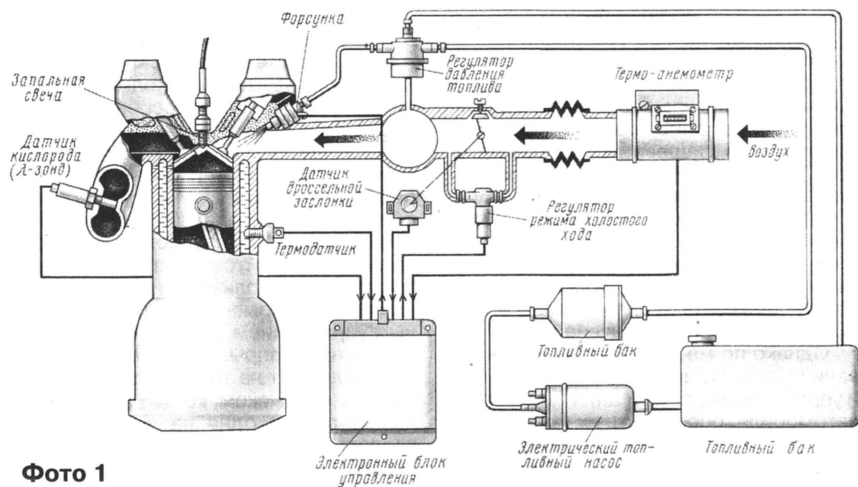 Форсунка
Регулятор
давления
топлива
Термо-анемометр
Запальная
свеча
Датчик
кислорода
(λ-зонд)
Воздух
Датчик
дроссельной
заслонки
Регулятор
режима холостого
хода
Термодатчик
Топливный бак
Электронный блок
управления
Электрический топ-
ливный насос
Топливный бак
Фото 1